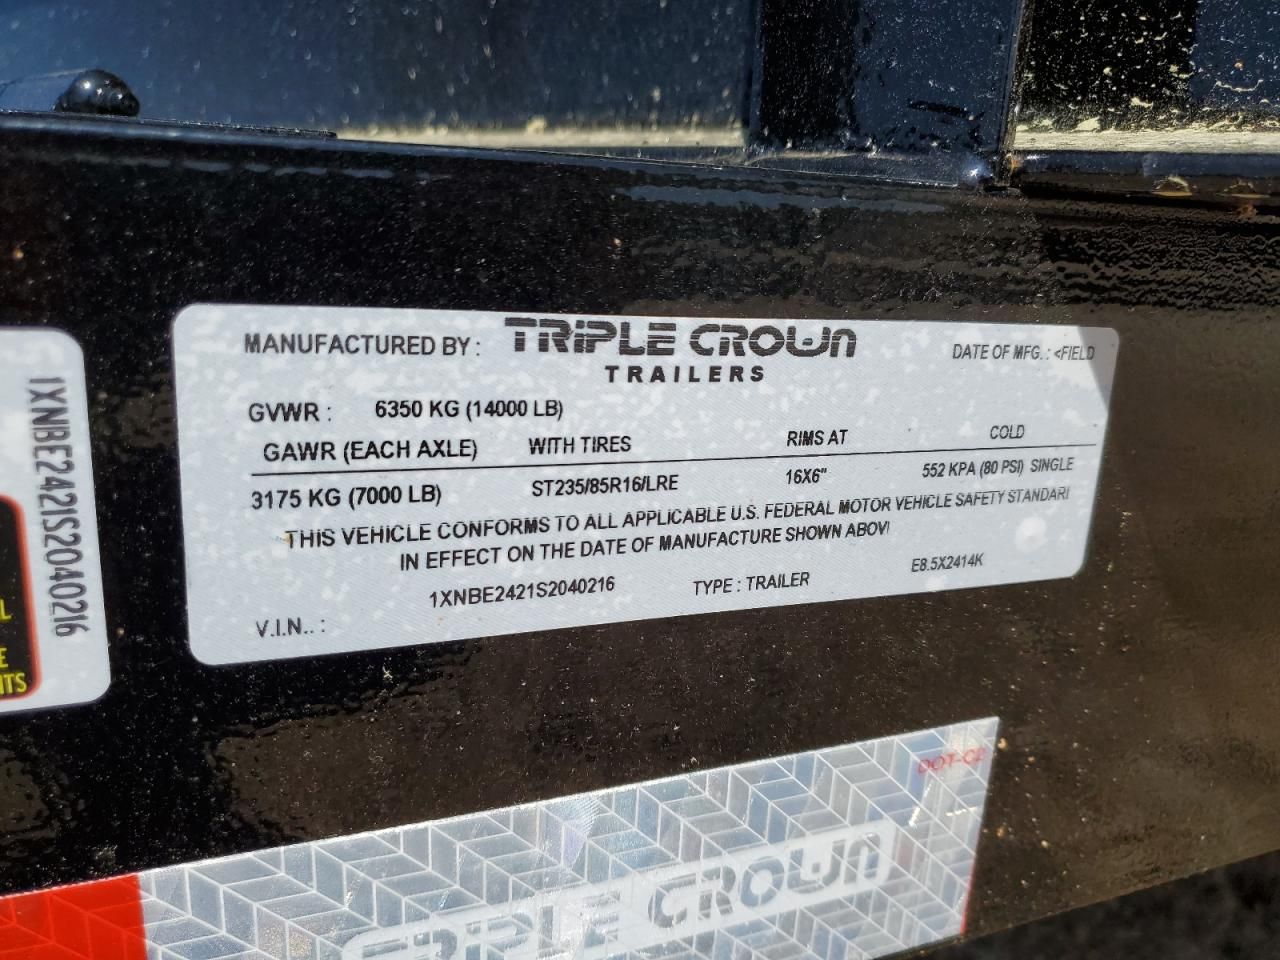 MANUFACTURED BY : TRIPLE CROWN
TRAILERS
DATE OF MFG. : <FIELD
GVWR : 6350 KG (14000 LB)
GAWR (EACH AXLE) WITH TIRES RIMS AT COLD
3175 KG (7000 LB) ST235/85R16/LRE 16X6" 552 KPA (80 PSI) SINGLE
THIS VEHICLE CONFORMS TO ALL APPLICABLE U.S. FEDERAL MOTOR VEHICLE SAFETY STANDARI
IN EFFECT ON THE DATE OF MANUFACTURE SHOWN ABOV
V.I.N.. : 1XNBE2421S2040216 TYPE : TRAILER E8.5X2414K
1XNBE2421S2040216
L
E
ITS
DOT-C2
TRIPLE CROWN